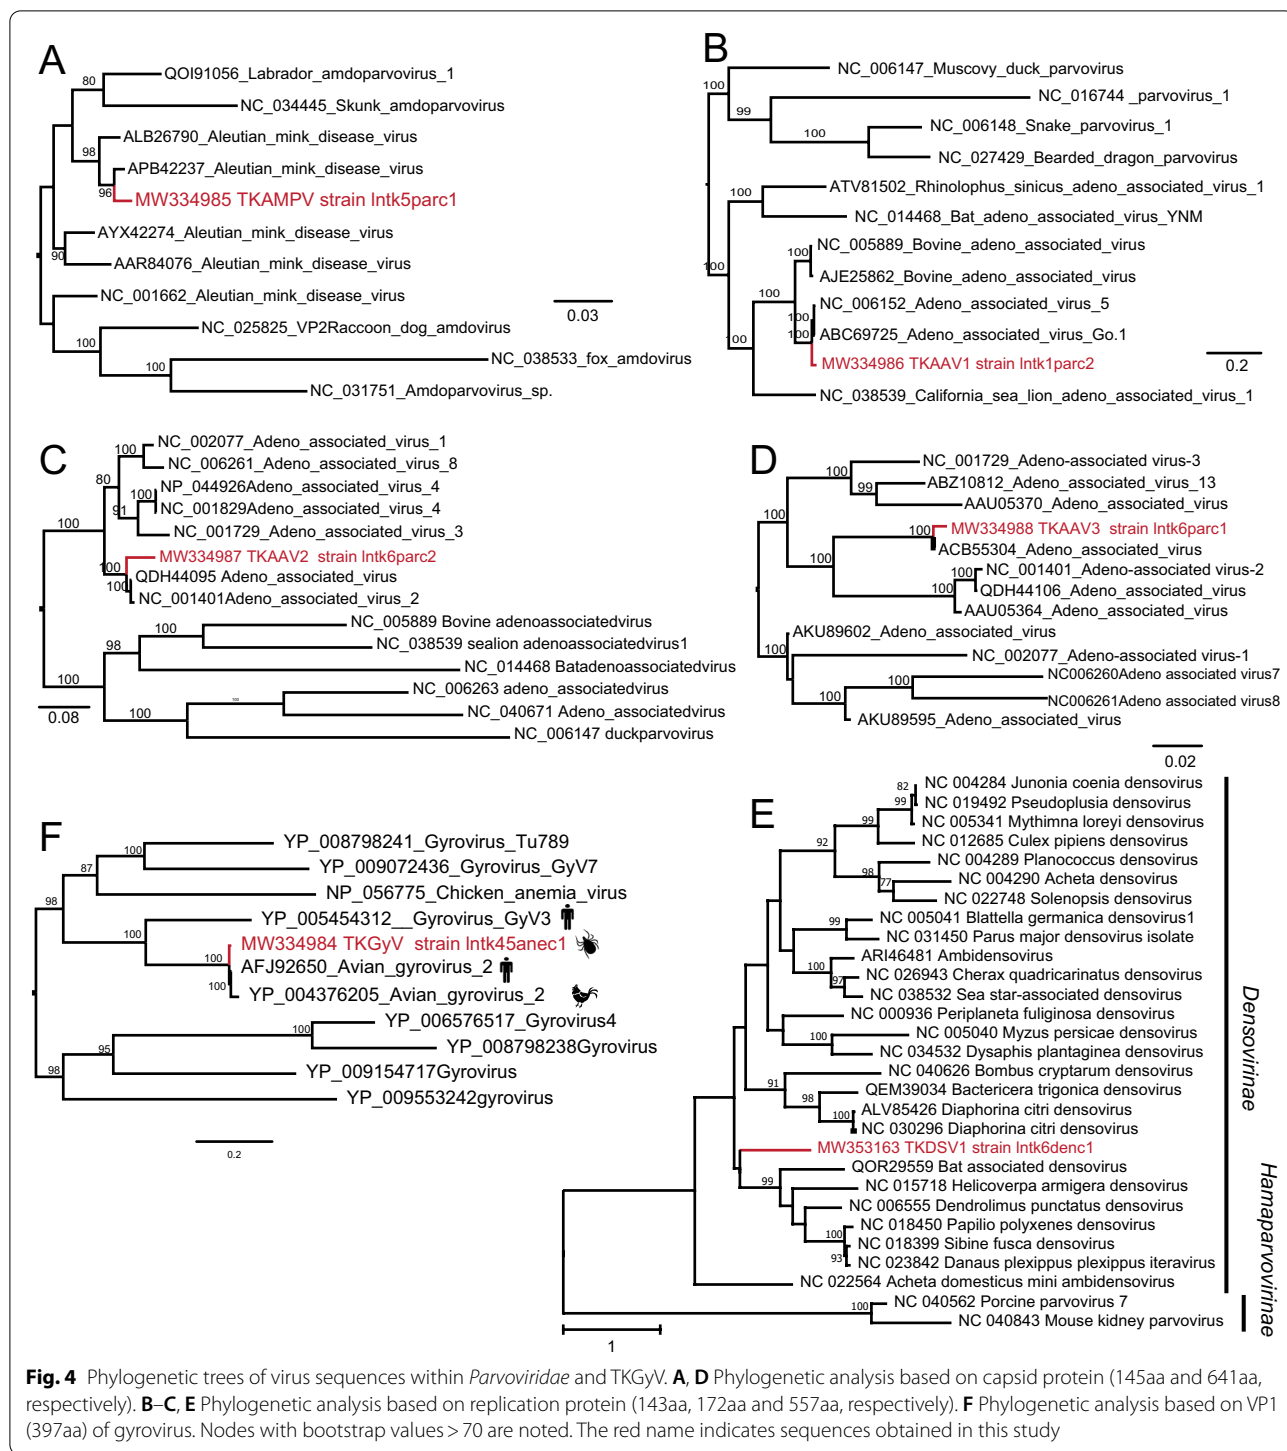 A
80
QOI91056_Labrador_amdoparvovirus_1
NC_034445_Skunk_amdoparvovirus
ALB26790_Aleutian_mink_disease_virus
98
APB42237_Aleutian_mink_disease_virus
96
MW334985 TKAMPV strain lntk5parc1
AYX42274_Aleutian_mink_disease_virus
90
AAR84076_Aleutian_mink_disease_virus
NC_001662_Aleutian_mink_disease_virus
0.03
NC_025825_VP2Raccoon_dog_amdovirus
100
NC_038533_fox_amdovirus
100
NC_031751_Amdoparvovirus_sp.
B
NC_006147_Muscovy_duck_parvovirus
100
NC_016744 _parvovirus_1
99
NC_006148_Snake_parvovirus_1
100
NC_027429_Bearded_dragon_parvovirus
ATV81502_Rhinolophus_sinicus_adeno_associated_virus_1
100
NC_014468_Bat_adeno_associated_virus_YNM
NC_005889_Bovine_adeno_associated_virus
100
100
AJE25862_Bovine_adeno_associated_virus
100
NC_006152_Adeno_associated_virus_5
100
100
100
ABC69725_Adeno_associated_virus_Go.1
MW334986 TKAAV1 strain lntk1parc2
0.2
NC_038539_California_sea_lion_adeno_associated_virus_1
C
NC_002077_Adeno_associated_virus_1
100
NC_006261_Adeno_associated_virus_8
80
NP_044926Adeno_associated_virus_4
100
NC_001829Adeno_associated_virus_4
91
NC_001729_Adeno_associated_virus_3
100
MW334987 TKAAV2 strain lntk6parc2
100
QDH44095 Adeno_associated_virus
100
NC_001401Adeno_associated_virus_2
NC_005889 Bovine adenoassociatedvirus
100
NC_038539 sealion adenoassociatedvirus1
98
NC_014468 Batadenoassociatedvirus
100
NC_006263 adeno_associatedvirus
100
0.08
100
NC_040671 Adeno_associatedvirus
NC_006147 duckparvovirus
D
NC_001729_Adeno-associated virus-3
100
ABZ10812_Adeno_associated_virus_13
99
AAU05370_Adeno_associated_virus
100
MW334988 TKAAV3 strain lntk6parc1
100
ACB55304_Adeno_associated_virus
NC_001401_Adeno-associated virus-2
100
QDH44106_Adeno_associated_virus
100
AAU05364_Adeno_associated_virus
AKU89602_Adeno_associated_virus
100
NC_002077_Adeno-associated virus-1
NC006260Adeno associated virus7
100
NC006261Adeno associated virus8
100
AKU89595_Adeno_associated_virus
0.02
F
YP_008798241_Gyrovirus_Tu789
100
87
YP_009072436_Gyrovirus_GyV7
NP_056775_Chicken_anemia_virus
98
YP_005454312__Gyrovirus_GyV3
100
MW334984 TKGyV strain lntk45anec1
100
AFJ92650_Avian_gyrovirus_2
100
YP_004376205_Avian_gyrovirus_2
YP_006576517_Gyrovirus4
100
YP_008798238Gyrovirus
95
YP_009154717Gyrovirus
98
YP_009553242gyrovirus
0.2
E
NC 004284 Junonia coenia densovirus
82
NC 019492 Pseudoplusia densovirus
99
NC 005341 Mythimna loreyi densovirus
99
NC 012685 Culex pipiens densovirus
92
NC 004289 Planococcus densovirus
98
NC 004290 Acheta densovirus
77
NC 022748 Solenopsis densovirus
NC 005041 Blattella germanica densovirus1
99
NC 031450 Parus major densovirus isolate
ARI46481 Ambidensovirus
100
NC 026943 Cherax quadricarinatus densovirus
97
NC 038532 Sea star-associated densovirus
NC 000936 Periplaneta fuliginosa densovirus
NC 005040 Myzus persicae densovirus
100
NC 034532 Dysaphis plantaginea densovirus
NC 040626 Bombus cryptarum densovirus
91
QEM39034 Bactericera trigonica densovirus
98
ALV85426 Diaphorina citri densovirus
100
NC 030296 Diaphorina citri densovirus
MW353163 TKDSV1 strain lntk6denc1
QOR29559 Bat associated densovirus
99
NC 015718 Helicoverpa armigera densovirus
NC 006555 Dendrolimus punctatus densovirus
NC 018450 Papilio polyxenes densovirus
100
NC 018399 Sibine fusca densovirus
93
NC 023842 Danaus plexippus plexippus iteravirus
NC 022564 Acheta domesticus mini ambidensovirus
NC 040562 Porcine parvovirus 7
100
NC 040843 Mouse kidney parvovirus
1
Densovirinae
Hamaparvovirinae
Fig. 4 Phylogenetic trees of virus sequences within Parvoviridae and TKGyV. A, D Phylogenetic analysis based on capsid protein (145aa and 641aa,
respectively). B–C, E Phylogenetic analysis based on replication protein (143aa, 172aa and 557aa, respectively). F Phylogenetic analysis based on VP1
(397aa) of gyrovirus. Nodes with bootstrap values > 70 are noted. The red name indicates sequences obtained in this study